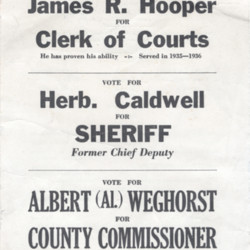 James R. Hooper
FOR
Clerk of Courts
He has proven his ability Served in 1935—1936
VOTE FOR
Herb. Caldwell
FOR
SHERIFF
Former Chief Deputy
VOTE FOR
ALBERT (AL.) WEGHORST
FOR
COUNTY COMMISSIONER